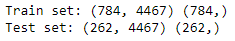 Train set: (784, 4467) (784,)
Test set: (262, 4467) (262,)